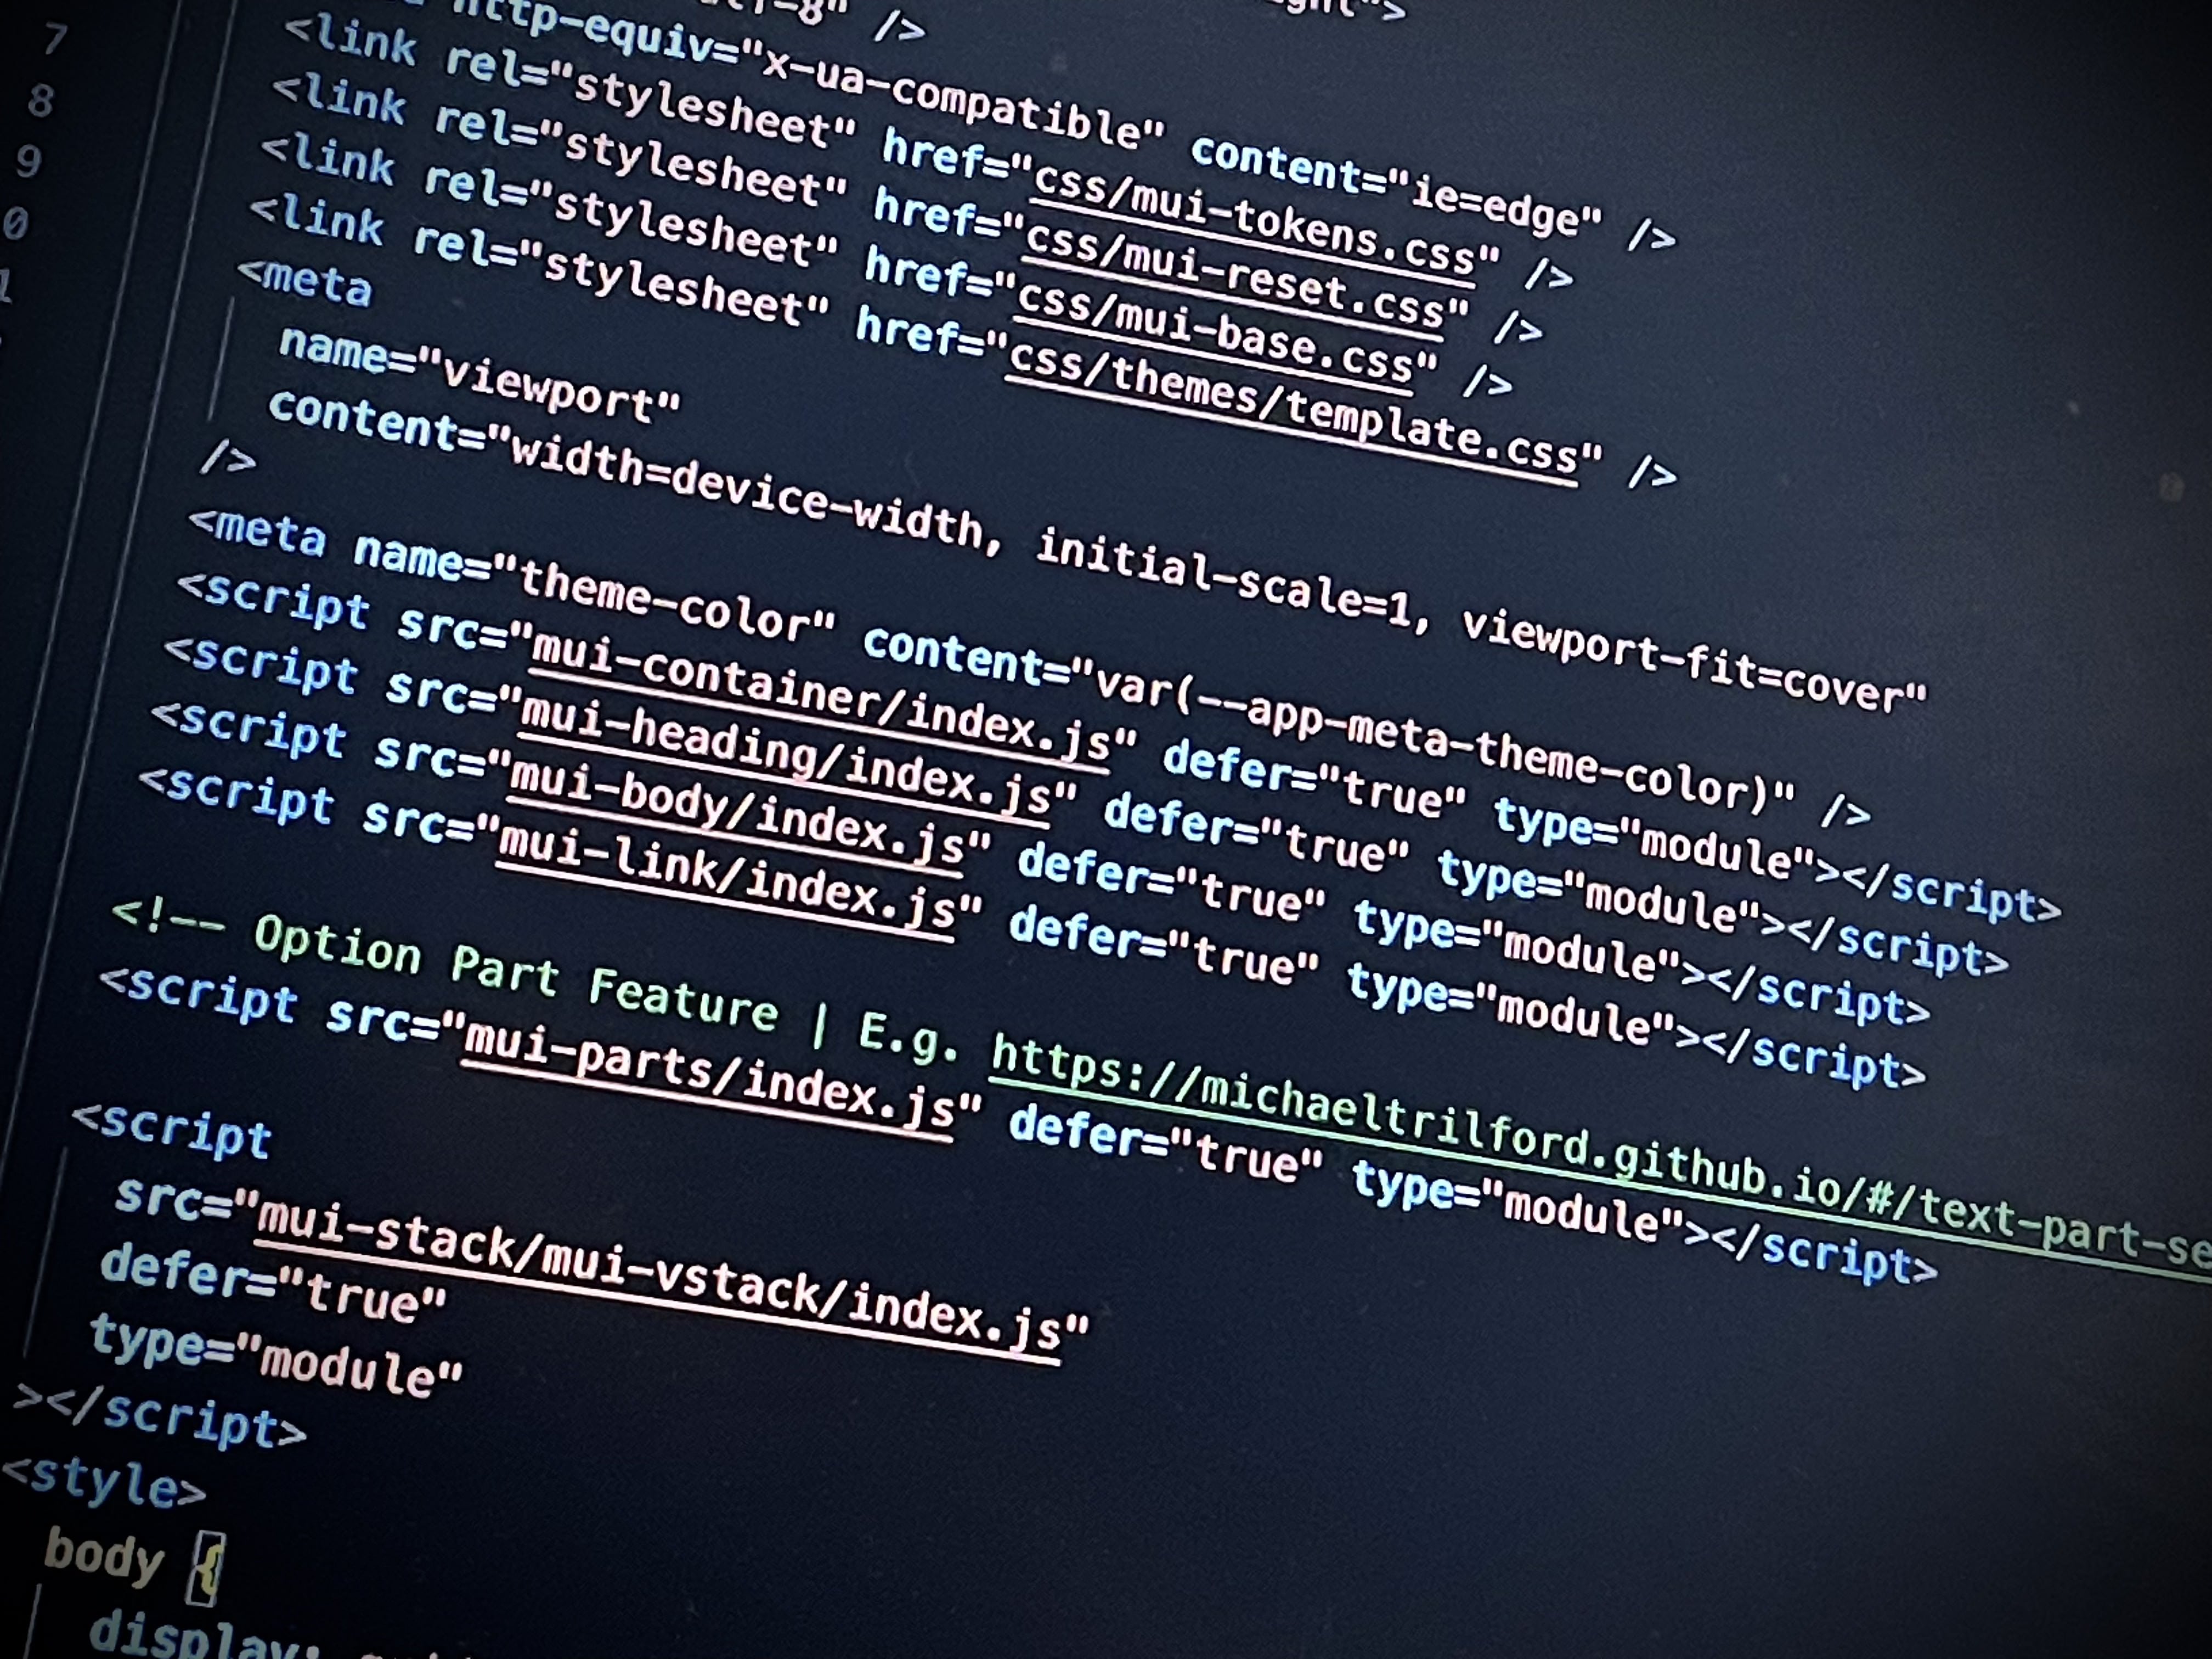 7
8
9
0
1
-8" />
http-equiv="x-ua-compatible" content="ie=edge" />
<link rel="stylesheet" href="css/mui-tokens.css" />
<link rel="stylesheet" href="css/mui-reset.css" />
<link rel="stylesheet" href="css/mui-base.css" />
<link rel="stylesheet" href="css/themes/template.css" />
<meta
name="viewport"
content="width=device-width, initial-scale=1, viewport-fit=cover"
/>
<meta name="theme-color" content="var(--app-meta-theme-color)" />
<script src="mui-container/index.js" defer="true" type="module"></script>
<script src="mui-heading/index.js" defer="true" type="module"></script>
<script src="mui-body/index.js" defer="true" type="module"></script>
<script src="mui-link/index.js" defer="true" type="module"></script>
<!-- Option Part Feature | E.g. https://michaeltrilford.github.io/#/text-part-se
<script src="mui-parts/index.js" defer="true" type="module"></script>
<script
src="mui-stack/mui-vstack/index.js"
defer="true"
type="module"
></script>
<style>
body {
display: